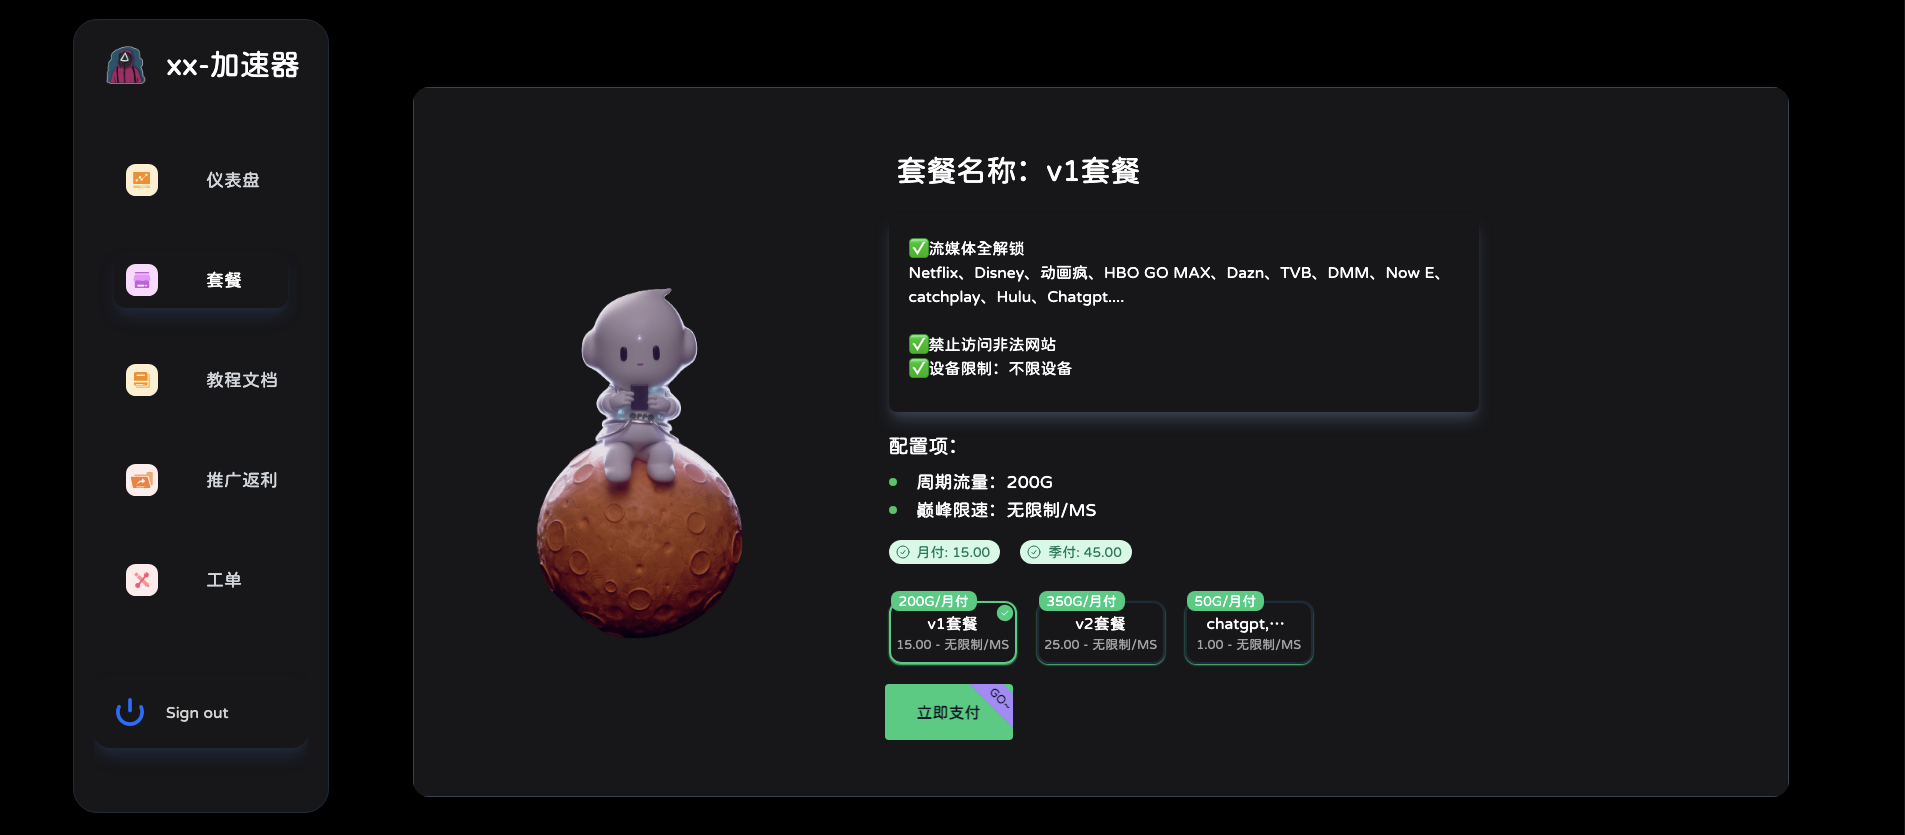 xx-加速器
仪表盘
套餐
教程文档
推广返利
工单
Sign out
套餐名称：v1套餐
✅流媒体全解锁
Netflix、Disney、动画疯、HBO GO MAX、Dazn、TVB、DMM、Now E、
catchplay、Hulu、Chatgpt....
✅禁止访问非法网站
✅设备限制：不限设备
配置项：
周期流量：200G
巅峰限速：无限制/MS
月付: 15.00
季付: 45.00
200G/月付
v1套餐
15.00 - 无限制/MS
350G/月付
v2套餐
25.00 - 无限制/MS
50G/月付
chatgpt,…
1.00 - 无限制/MS
立即支付
GO~